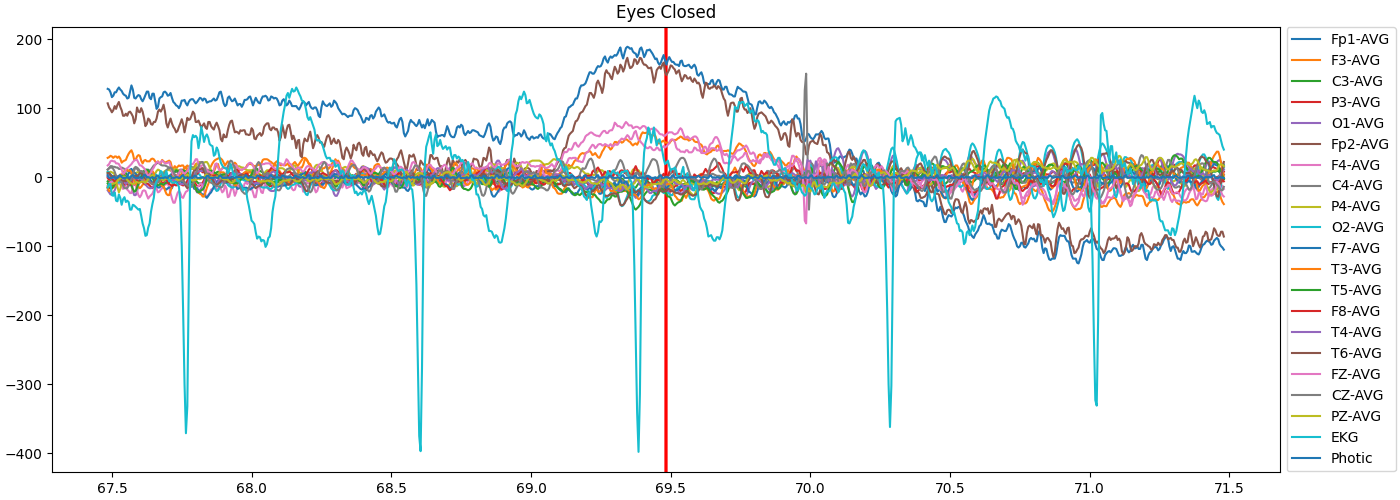 Eyes Closed
200
100
0
−100
−200
−300
−400
67.5 68.0 68.5 69.0 69.5 70.0 70.5 71.0 71.5
Fp1-AVG
F3-AVG
C3-AVG
P3-AVG
O1-AVG
Fp2-AVG
F4-AVG
C4-AVG
P4-AVG
O2-AVG
F7-AVG
T3-AVG
T5-AVG
F8-AVG
T4-AVG
T6-AVG
FZ-AVG
CZ-AVG
PZ-AVG
EKG
Photic